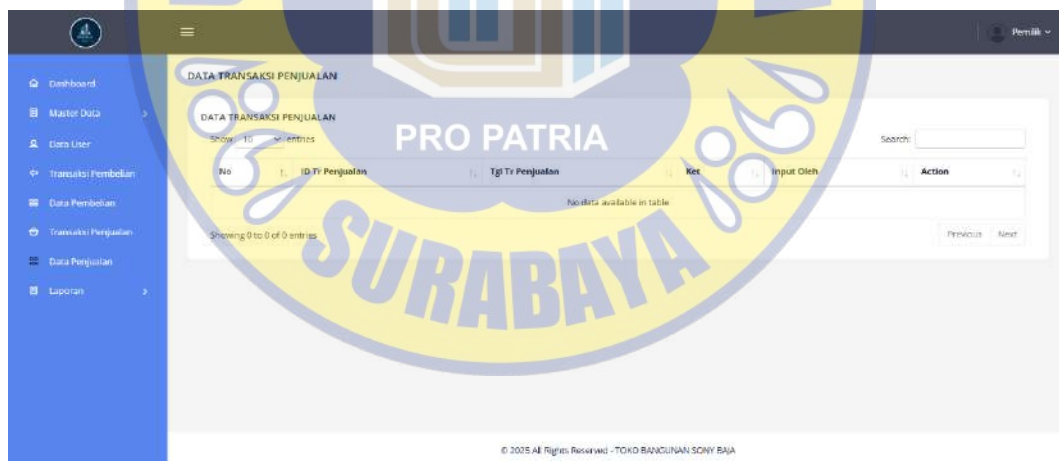 Pemilik
Dashboard
Master Data
Data User
Transaksi Pembelian
Data Pembelian
Transaksi Penjualan
Data Penjualan
Laporan
DATA TRANSAKSI PENJUALAN
DATA TRANSAKSI PENJUALAN
Show 10 entries
Search:
No ID Tr Penjualan Tgl Tr Penjualan Ket Input Oleh Action
No data available in table
Showing 0 to 0 of 0 entries
Previous Next
PRO PATRIA
SURABAYA
© 2025 All Rights Reserved - TOKO BANGUNAN SONY BAJA